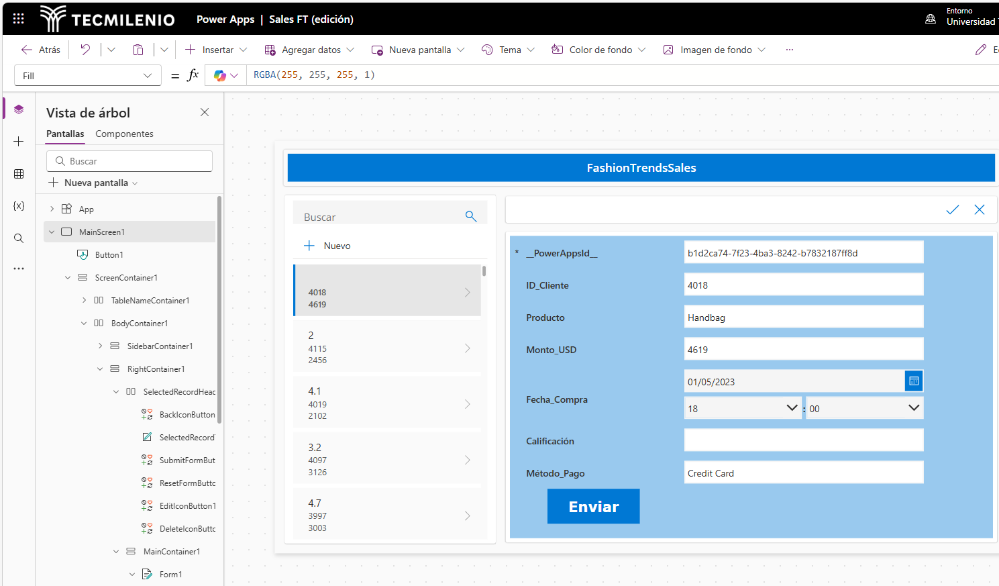 TECMILENIO
Power Apps | Sales FT (edición)
Entorno
Universidad
Atrás
Insertar
Agregar datos
Nueva pantalla
Tema
Color de fondo
Imagen de fondo
...
Fill
= fx
RGBA(255, 255, 255, 1)
Vista de árbol
Pantallas
Componentes
Buscar
Nueva pantalla
App
MainScreen1
Button1
ScreenContainer1
TableNameContainer1
BodyContainer1
SidebarContainer1
RightContainer1
SelectedRecordHeac
BackIconButton
SelectedRecord
SubmitFormBut
ResetFormButtc
EditIconButton1
DeleteIconButtc
MainContainer1
Form1
FashionTrendsSales
Buscar
Nuevo
4018
4619
2
4115
2456
4.1
4019
2102
3.2
4097
3126
4.7
3997
3003
* __PowerAppsId__
b1d2ca74-7f23-4ba3-8242-b7832187ff8d
ID_Cliente
4018
Producto
Handbag
Monto_USD
4619
Fecha_Compra
01/05/2023
18 : 00
Calificación
Método_Pago
Credit Card
Enviar